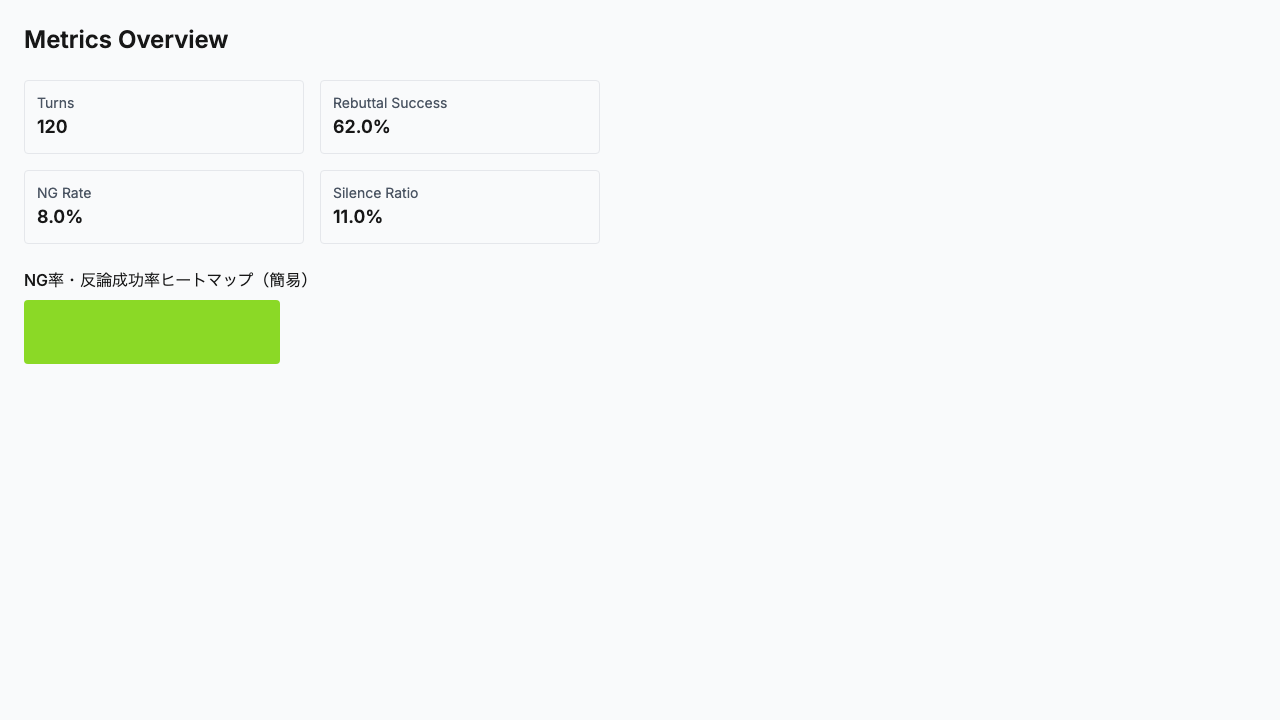 Metrics Overview
Turns
120
Rebuttal Success
62.0%
NG Rate
8.0%
Silence Ratio
11.0%
NG率・反論成功率ヒートマップ（簡易）